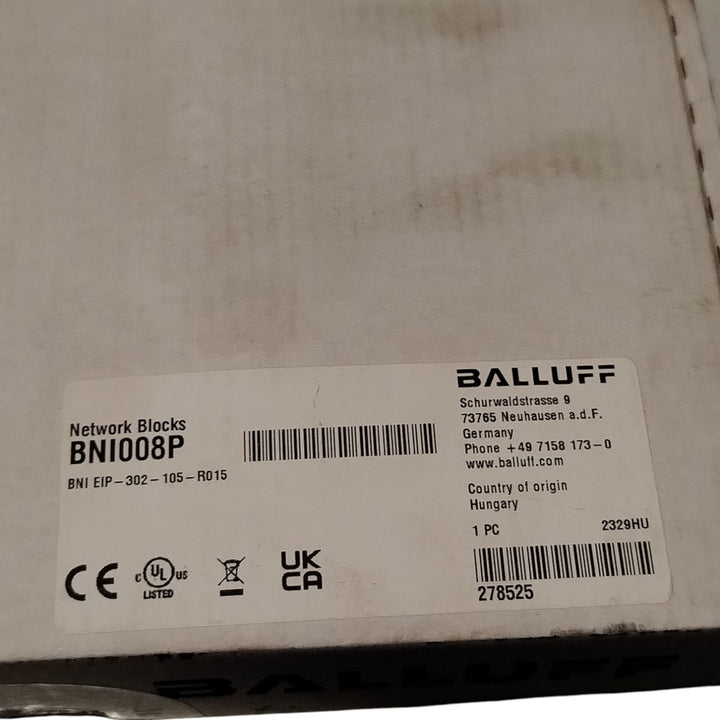 Network Blocks
BNI008P
BNI EIP-302-105-R015
CE
c UL us
LISTED
UK
CA
BALLUFF
Schurwaldstrasse 9
73765 Neuhausen a.d.F.
Germany
Phone +49 7158 173-0
www.balluff.com
Country of origin
Hungary
1 PC 2329HU
278525
BALLUFF